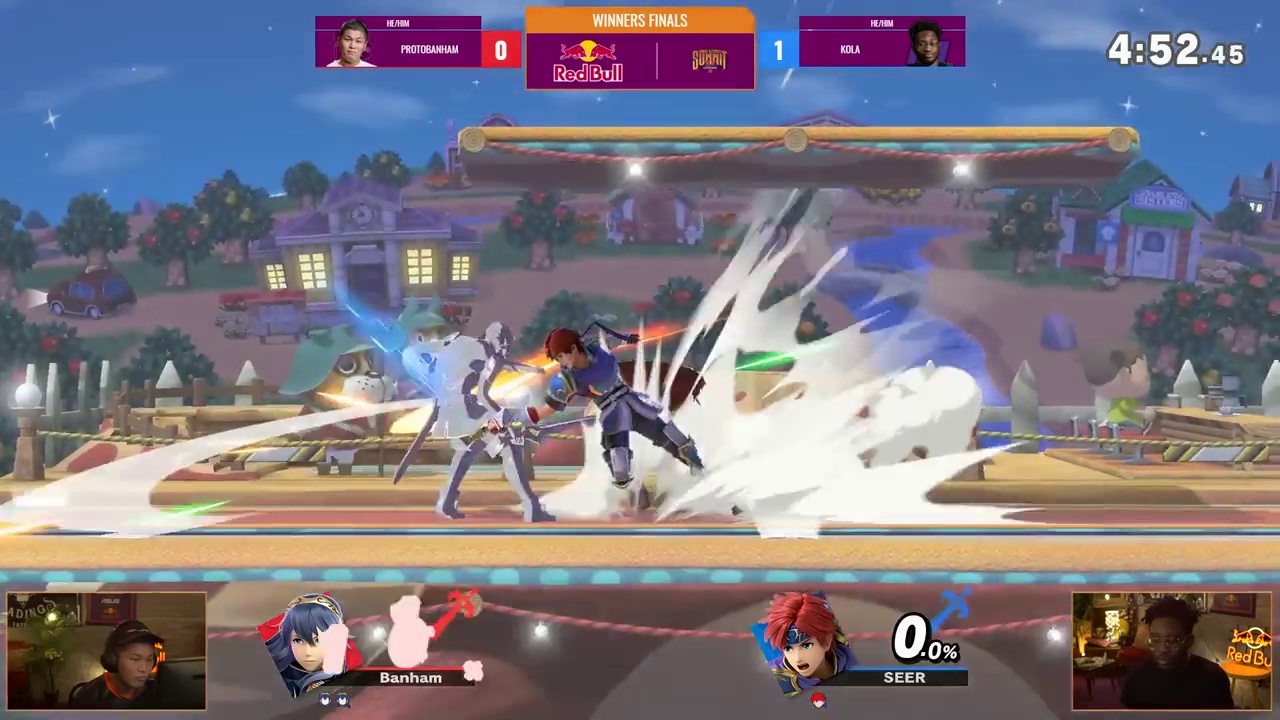 HE/HIM
PROTOBANHAM
0
WINNERS FINALS
Red Bull
SUMMIT
1
HE/HIM
KOLA
4:52.45
Banham
0.0%
SEER